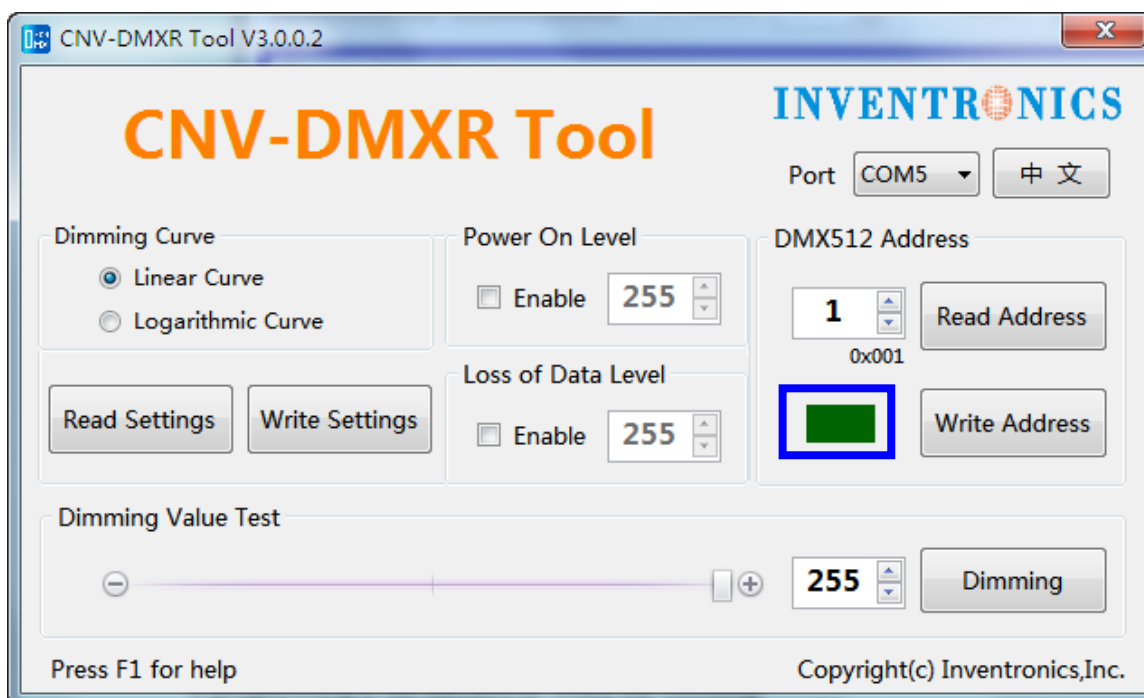 CNV-DMXR Tool V3.0.0.2
CNV-DMXR Tool
INVENTRONICS
Port COM5 中 文
Dimming Curve
Linear Curve
Logarithmic Curve
Power On Level
Enable 255
DMX512 Address
1 Read Address
0x001
Read Settings Write Settings
Loss of Data Level
Enable 255
Write Address
Dimming Value Test
255 Dimming
Press F1 for help Copyright(c) Inventronics,Inc.